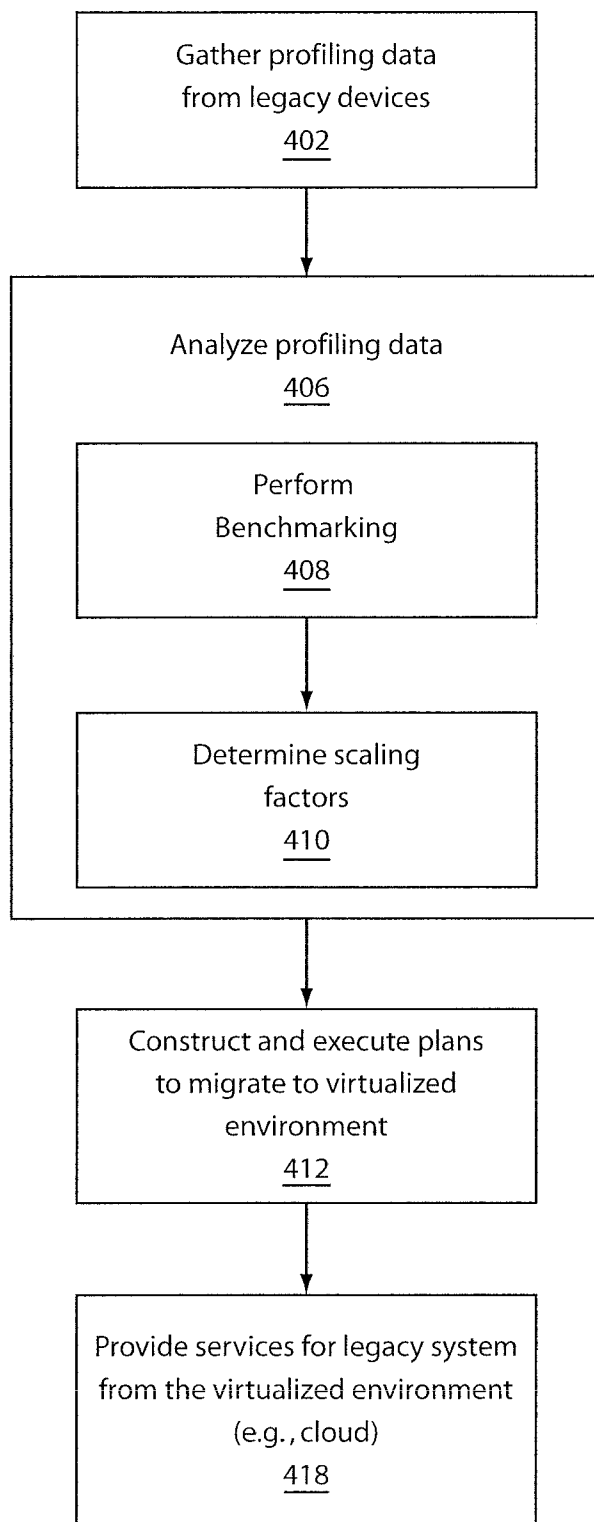 Gather profiling data
from legacy devices
402
Analyze profiling data
406
Perform
Benchmarking
408
Determine scaling
factors
410
Construct and execute plans
to migrate to virtualized
environment
412
Provide services for legacy system
from the virtualized environment
(e.g., cloud)
418